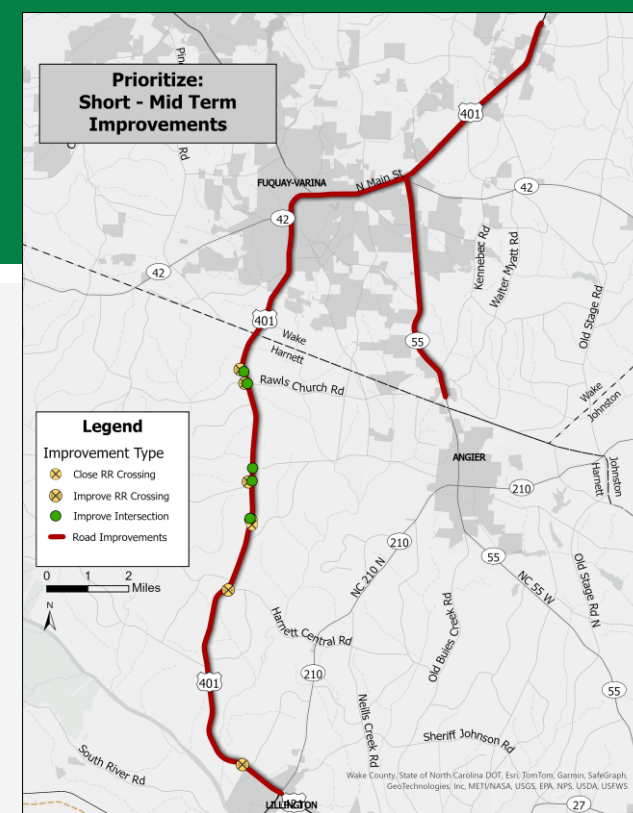 Prioritize:
Short - Mid Term
Improvements
401
FUQUAY-VARINA
N Main St
42
42
42
Kennebec Rd
Walter Myatt Rd
Old Stage Rd
401
Wake
Harnett
55
Rawls Church Rd
Wake
Johnston
Legend
Improvement Type
Close RR Crossing
Improve RR Crossing
Improve Intersection
Road Improvements
0 1 2
Miles
N
ANGIER
Johnston
Harnett
210
210
NC 210 N
55
NC 55 W
Old Stage Rd N
Harnett Central Rd
Old Buies Creek Rd
210
401
Neills Creek Rd
55
Sheriff Johnson Rd
South River Rd
Wake County, State of North Carolina DOT, Esri, TomTom, Garmin, SafeGraph,
GeoTechnologies, Inc, METI/NASA, USGS, EPA, NPS, USDA, USFWS
LILLINGTON
27